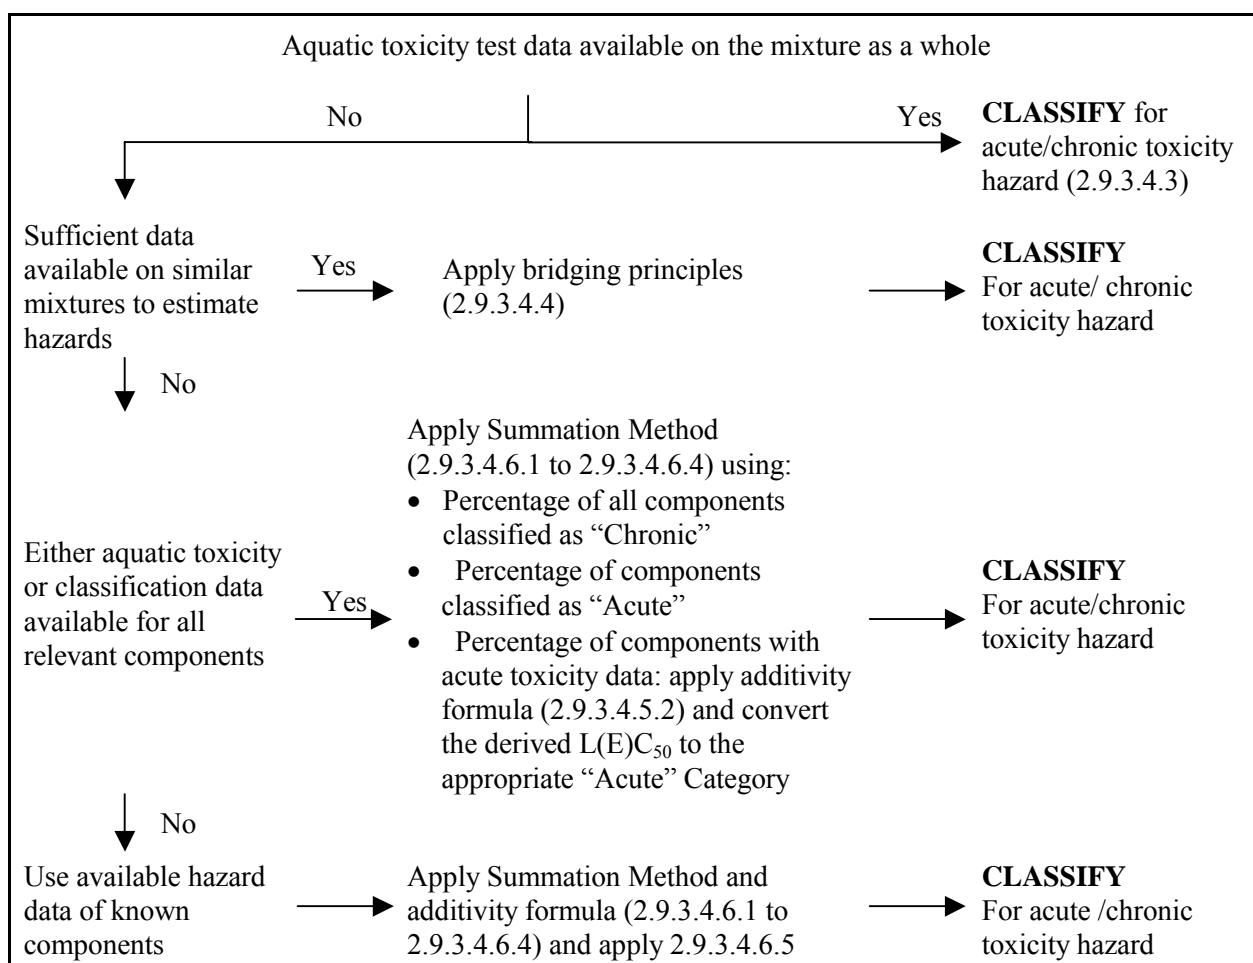 Aquatic toxicity test data available on the mixture as a whole
No
Yes
CLASSIFY for
acute/chronic toxicity
hazard (2.9.3.4.3)
Sufficient data
available on similar
mixtures to estimate
hazards
Yes
Apply bridging principles
(2.9.3.4.4)
CLASSIFY
For acute/ chronic
toxicity hazard
No
Either aquatic toxicity
or classification data
available for all
relevant components
Yes
Apply Summation Method
(2.9.3.4.6.1 to 2.9.3.4.6.4) using:
• Percentage of all components
classified as “Chronic”
• Percentage of components
classified as “Acute”
• Percentage of components with
acute toxicity data: apply additivity
formula (2.9.3.4.5.2) and convert
the derived L(E)C₅₀ to the
appropriate “Acute” Category
CLASSIFY
For acute/chronic
toxicity hazard
No
Use available hazard
data of known
components
Apply Summation Method and
additivity formula (2.9.3.4.6.1 to
2.9.3.4.6.4) and apply 2.9.3.4.6.5
CLASSIFY
For acute /chronic
toxicity hazard